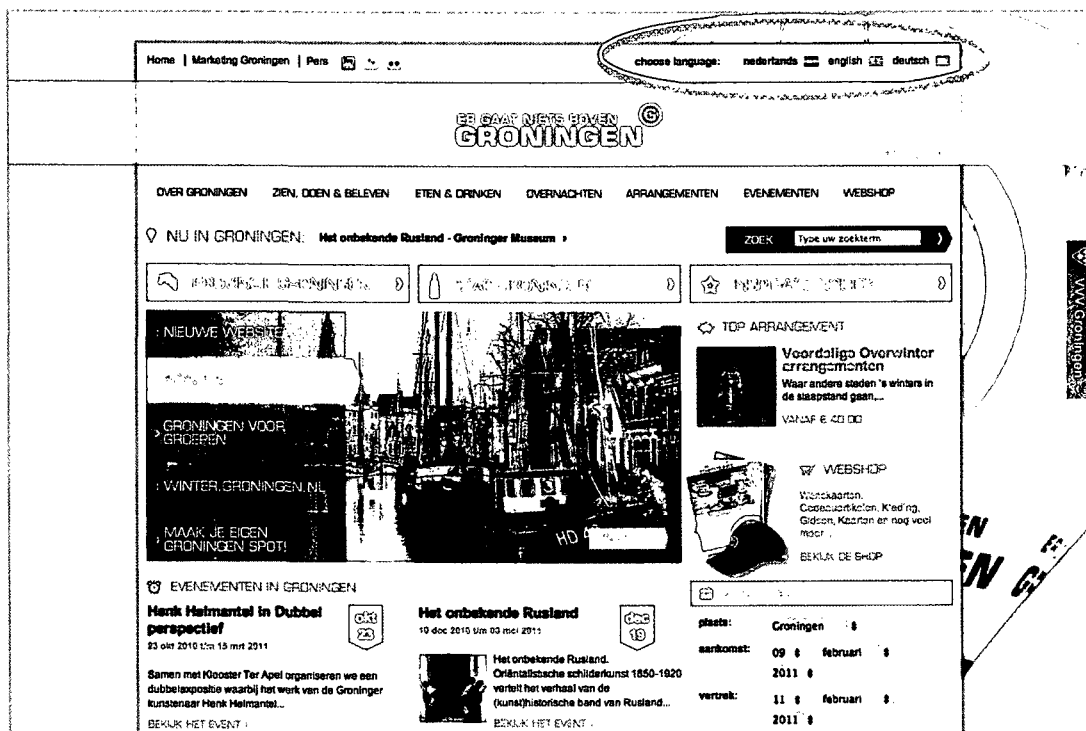 Home | Marketing Groningen | Pers
choose language: nederlands english deutsch
ER GAAT NIETS BOVEN
GRONINGEN
OVER GRONINGEN ZIEN, DOEN & BELEVEN ETEN & DRINKEN OVERNACHTEN ARRANGEMENTEN EVENEMENTEN WEBSHOP
NU IN GRONINGEN: Het onbekende Rusland - Groninger Museum ›
ZOEK Type uw zoekterm
NIEUWE WEBSITE
GRONINGEN VOOR
GROEPEN
WINTER.GRONINGEN.NL
MAAK JE EIGEN
GRONINGEN SPOT!
HD 4
TOP ARRANGEMENT
Voordelige Overwinter
arrangementen
Waar andere steden 's winters in
de slaapstand gaan,...
VANAF € 40.00
WEBSHOP
Wenskaarten,
Cadeauartikelen, Kleding,
Gidsen, Kaarten en nog veel
meer...
BEKIJK DE SHOP
VVV Groningen
EVENEMENTEN IN GRONINGEN
Henk Helmantel in Dubbel
perspectief
okt
23
23 okt 2010 t/m 15 mrt 2011
Samen met Klooster Ter Apel organiseren we een
dubbelexpositie waarbij het werk van de Groninger
kunstenaar Henk Helmantel...
BEKIJK HET EVENT ›
Het onbekende Rusland
dec
19
19 dec 2010 t/m 03 mei 2011
Het onbekende Rusland.
Oriëntalistische schilderkunst 1850-1920
vertelt het verhaal van de
(kunst)historische band van Rusland...
BEKIJK HET EVENT ›
plaats: Groningen
aankomst: 09 februari
2011
vertrek: 11 februari
2011